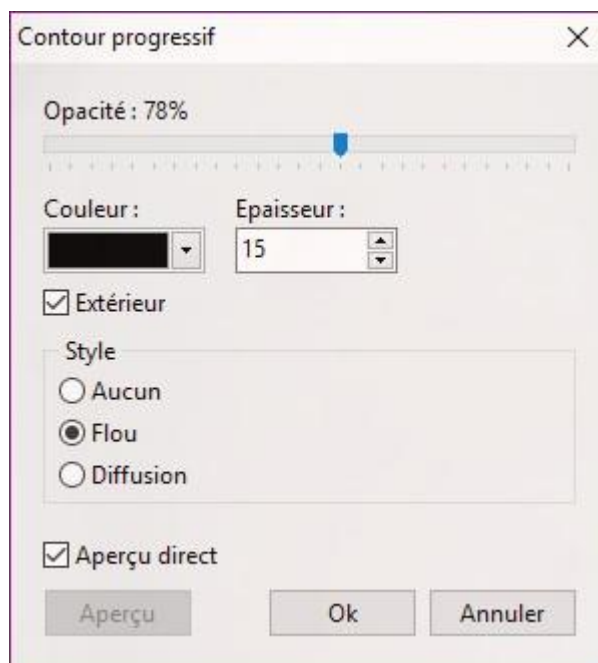 Contour progressif
Opacité : 78%
Couleur :
Epaisseur :
15
Extérieur
Style
Aucun
Flou
Diffusion
Aperçu direct
Aperçu
Ok
Annuler